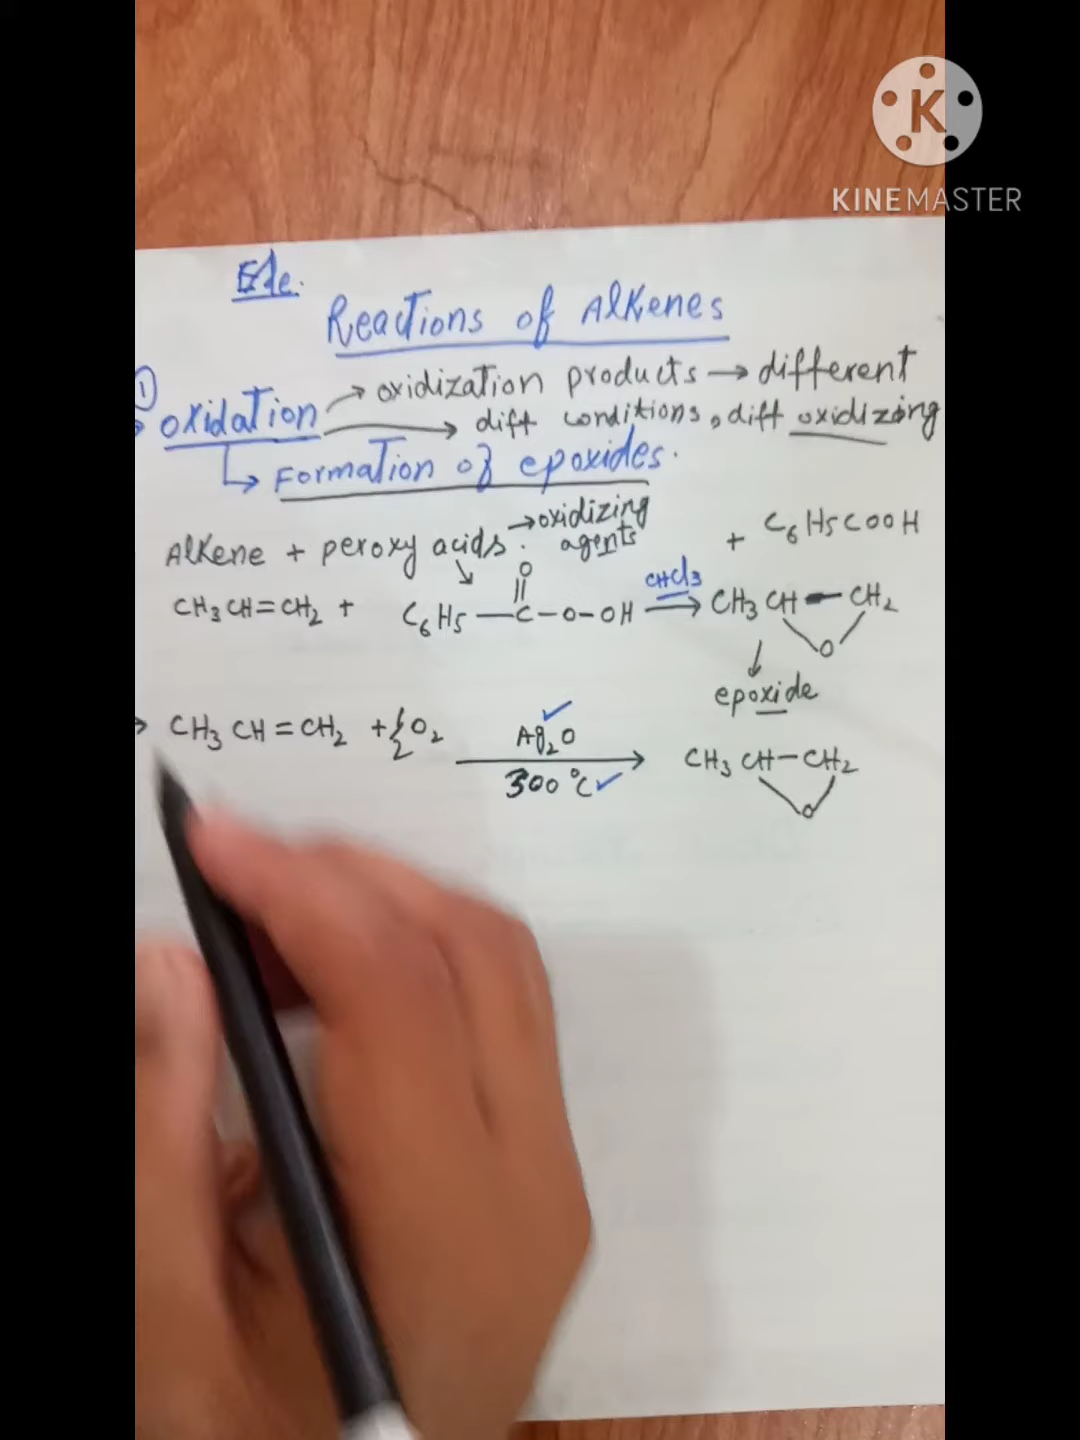 KINEMASTER
Reactions of Alkenes
① oxidation → oxidization products → different
→ diff conditions, diff oxidizing
↳ Formation of epoxides.
Alkene + peroxy acids. → oxidizing agents
+ C6H5COOH
CH3CH=CH2 + C6H5—C(=O)—O—OH —CHCl3→ CH3CH—CH2
O
epoxide
→ CH3CH=CH2 + ½O2 —Ag2O / 300°C→ CH3CH—CH2
O